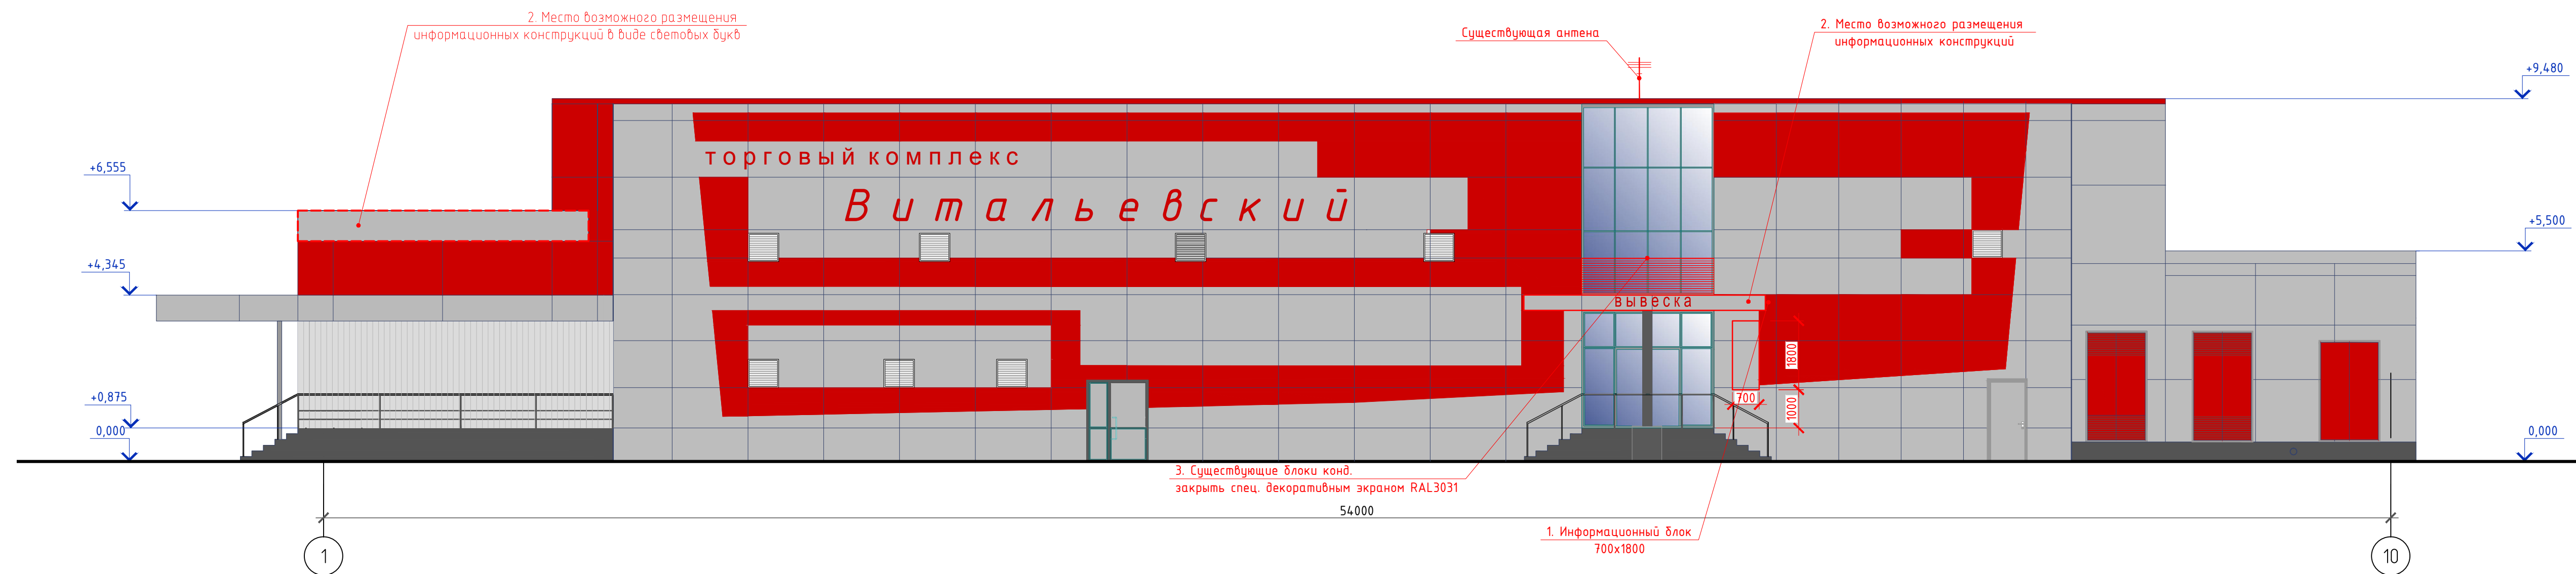 2. Место возможного размещения
информационных конструкций в виде световых букв
Существующая антена
2. Место возможного размещения
информационных конструкций
+9,480
+6,555
торговый комплекс
Витальевский
+5,500
+4,345
вывеска
1800
+0,875
700
1000
0,000
0,000
3. Существующие блоки конд.
закрыть спец. декоративным экраном RAL3031
54000
1. Информационный блок
700х1800
1
10